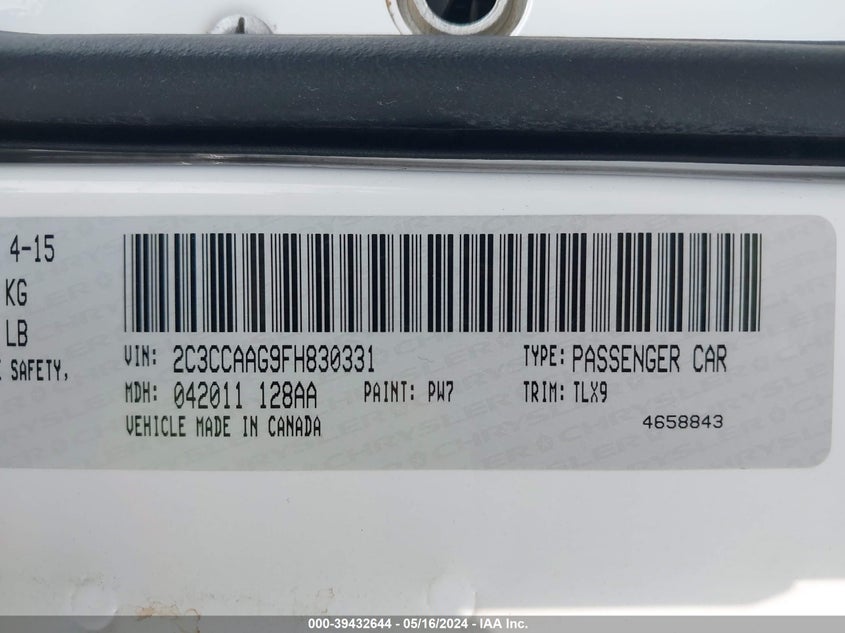 4-15
KG
LB
SAFETY,
VIN: 2C3CCAAG9FH830331 TYPE: PASSENGER CAR
MDH: 042011 128AA PAINT: PW7 TRIM: TLX9
VEHICLE MADE IN CANADA 4658843
CHRYSLER
000-39432644 - 05/16/2024 - IAA Inc.